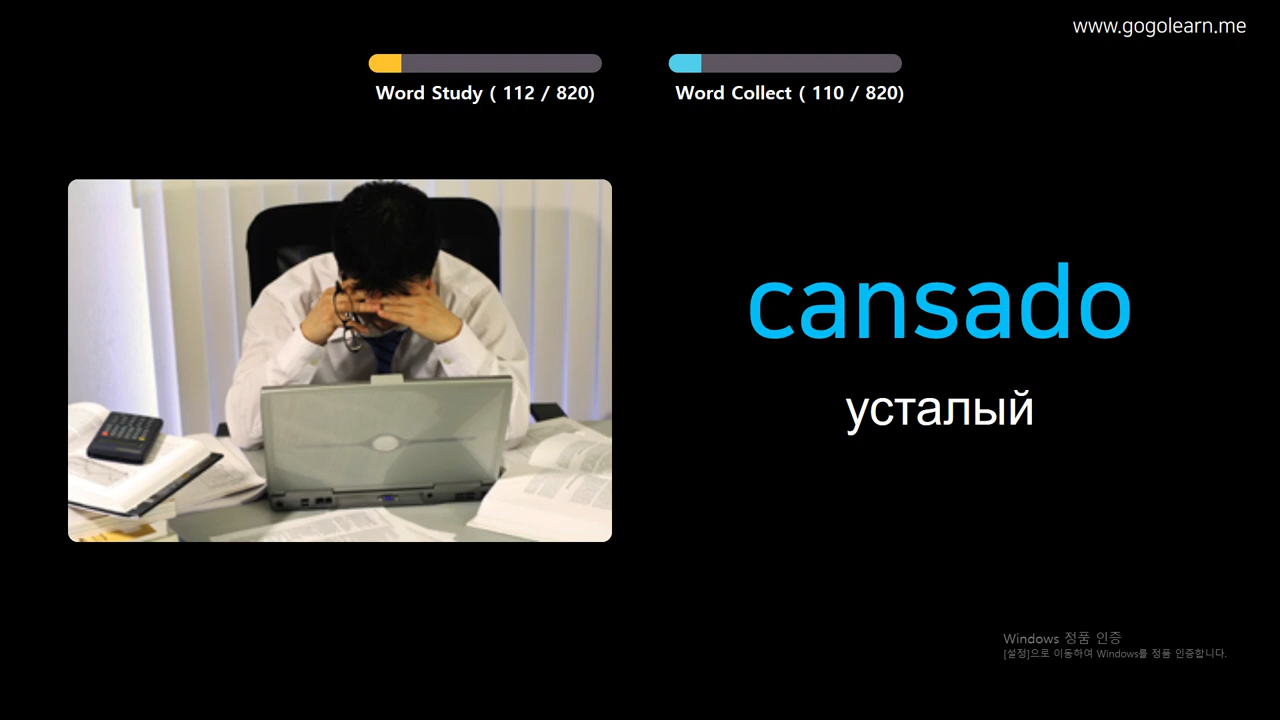 www.gogolearn.me
Word Study ( 112 / 820)
Word Collect ( 110 / 820)
cansado
усталый
Windows 정품 인증
[설정]으로 이동하여 Windows를 정품 인증합니다.